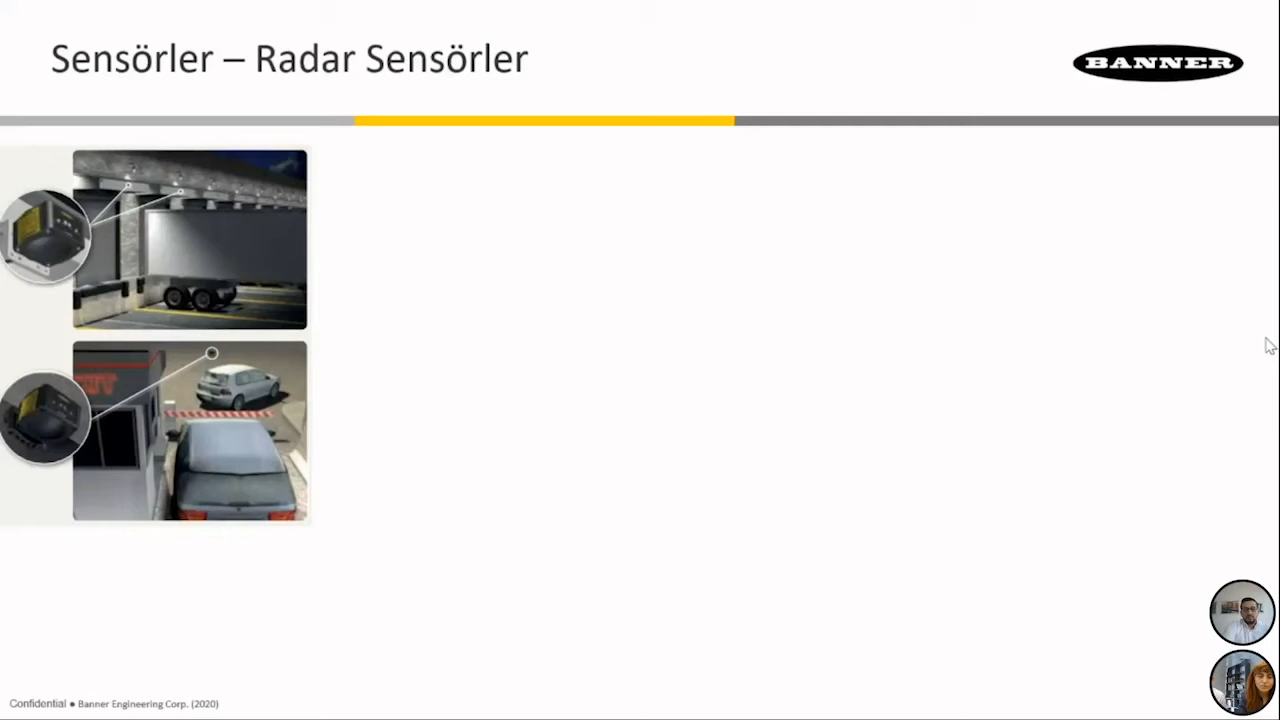 Sensörler – Radar Sensörler
BANNER
Confidential ● Banner Engineering Corp. (2020)